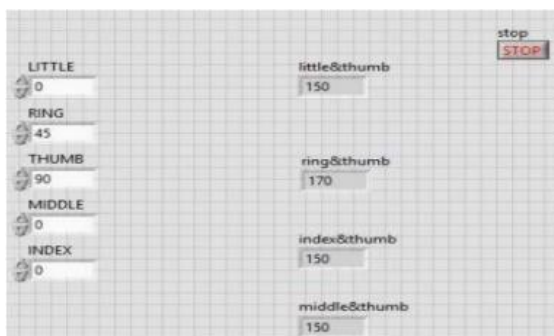 stop
STOP
LITTLE
0
RING
45
THUMB
90
MIDDLE
0
INDEX
0
little&thumb
150
ring&thumb
170
index&thumb
150
middle&thumb
150